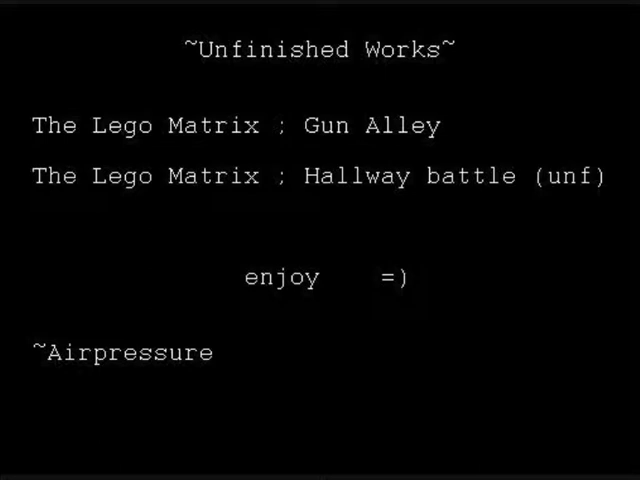 ~Unfinished Works~
The Lego Matrix ; Gun Alley
The Lego Matrix ; Hallway battle (unf)
enjoy =)
~Airpressure